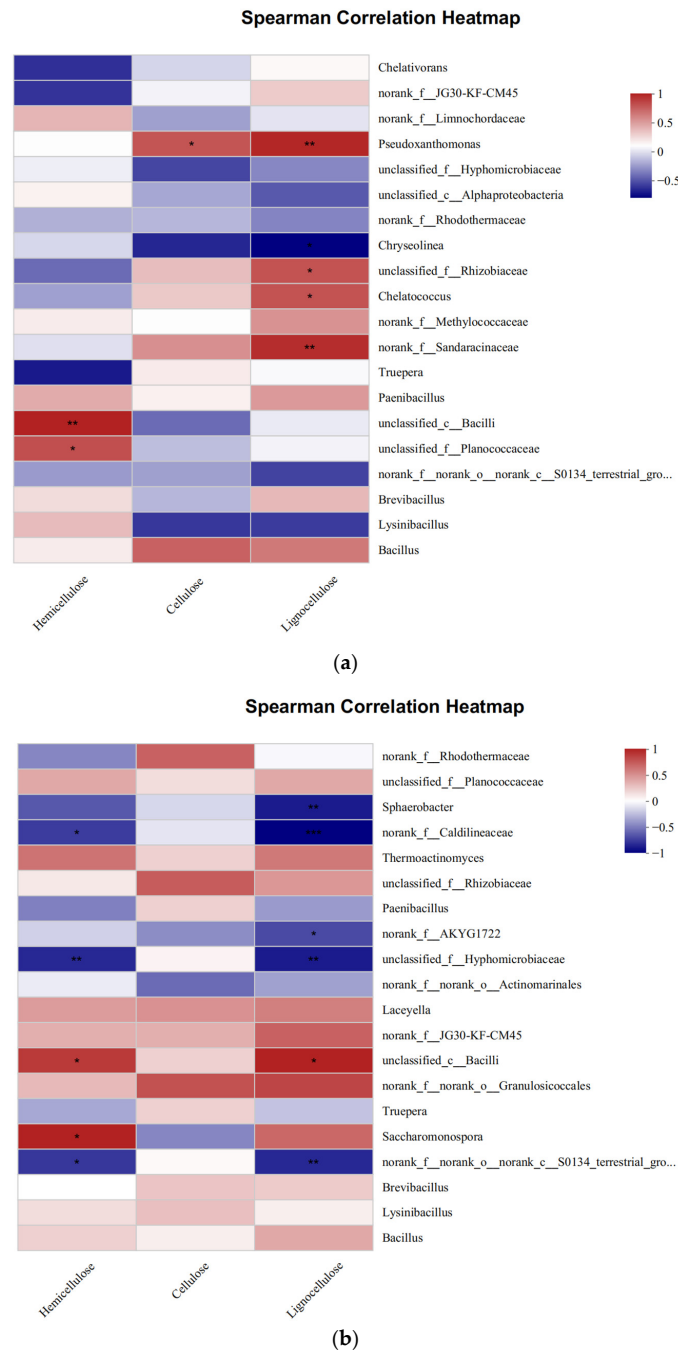 Spearman Correlation Heatmap
Chelativorans
norank_f__JG30-KF-CM45
norank_f__Limnochordaceae
* ** Pseudoxanthomonas
unclassified_f__Hyphomicrobiaceae
unclassified_c__Alphaproteobacteria
norank_f__Rhodothermaceae
* Chryseolinea
* unclassified_f__Rhizobiaceae
* Chelatococcus
norank_f__Methylococcaceae
** norank_f__Sandaracinaceae
Truepera
Paenibacillus
** unclassified_c__Bacilli
* unclassified_f__Planococcaceae
norank_f__norank_o__norank_c__S0134_terrestrial_gro...
Brevibacillus
Lysinibacillus
Bacillus
1
0.5
0
−0.5
Hemicellulose
Cellulose
Lignocellulose
(a)
Spearman Correlation Heatmap
norank_f__Rhodothermaceae
unclassified_f__Planococcaceae
** Sphaerobacter
* *** norank_f__Caldilineaceae
Thermoactinomyces
unclassified_f__Rhizobiaceae
Paenibacillus
* norank_f__AKYG1722
** ** unclassified_f__Hyphomicrobiaceae
norank_f__norank_o__Actinomarinales
Laceyella
norank_f__JG30-KF-CM45
* * unclassified_c__Bacilli
norank_f__norank_o__Granulosicoccales
Truepera
* Saccharomonospora
* ** norank_f__norank_o__norank_c__S0134_terrestrial_gro...
Brevibacillus
Lysinibacillus
Bacillus
1
0.5
0
−0.5
−1
Hemicellulose
Cellulose
Lignocellulose
(b)